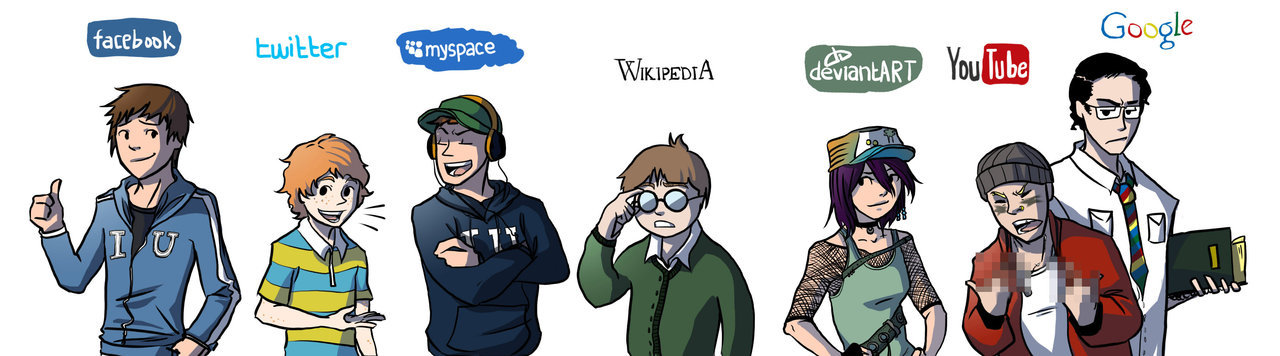 facebook
twitter
myspace
WIKIPEDIA
deviantART
YouTube
Google
I U